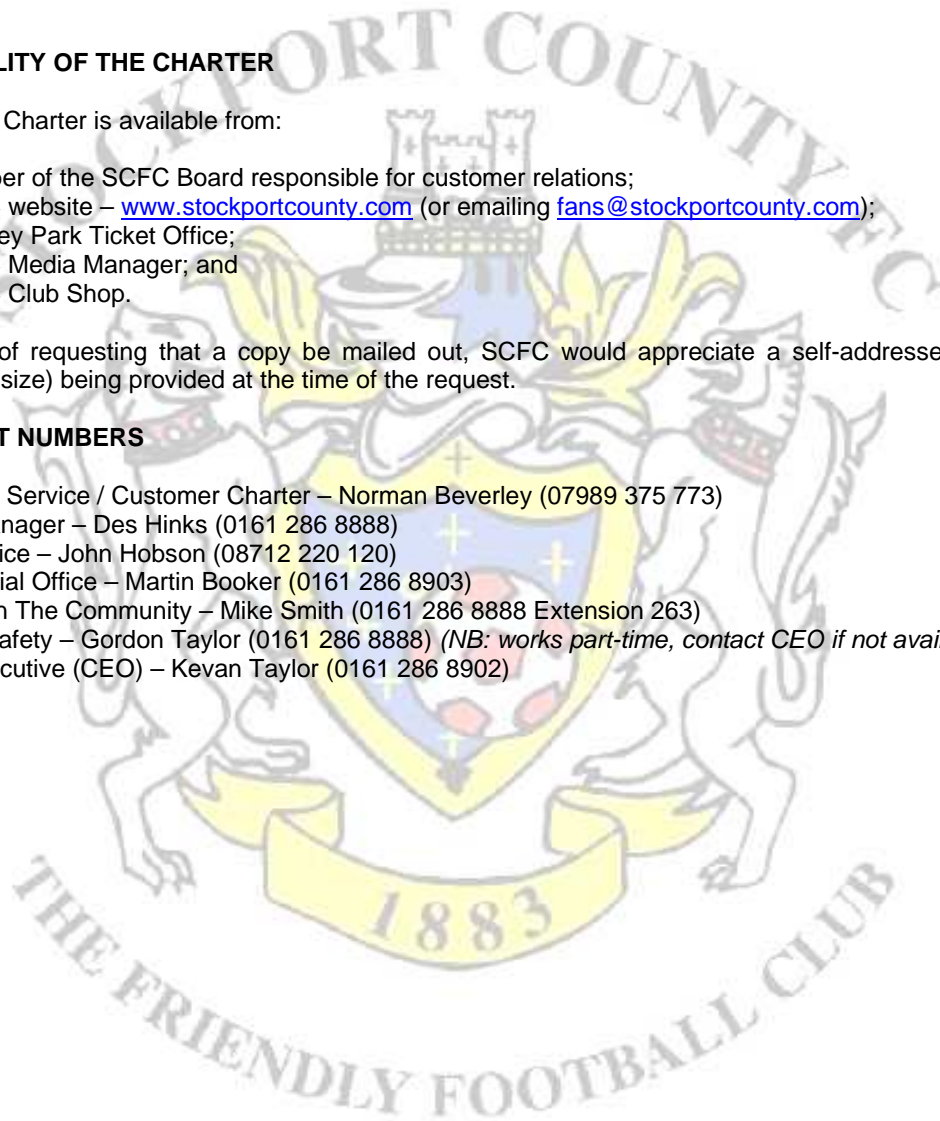 STOCKPORT COUNTY FC
LITY OF THE CHARTER
Charter is available from:
ber of the SCFC Board responsible for customer relations;
website – www.stockportcounty.com (or emailing fans@stockportcounty.com);
ey Park Ticket Office;
Media Manager; and
Club Shop.
of requesting that a copy be mailed out, SCFC would appreciate a self-addresse
size) being provided at the time of the request.
T NUMBERS
Service / Customer Charter – Norman Beverley (07989 375 773)
nager – Des Hinks (0161 286 8888)
ice – John Hobson (08712 220 120)
ial Office – Martin Booker (0161 286 8903)
n The Community – Mike Smith (0161 286 8888 Extension 263)
afety – Gordon Taylor (0161 286 8888) (NB: works part-time, contact CEO if not avai
cutive (CEO) – Kevan Taylor (0161 286 8902)
1883
THE FRIENDLY FOOTBALL CLUB